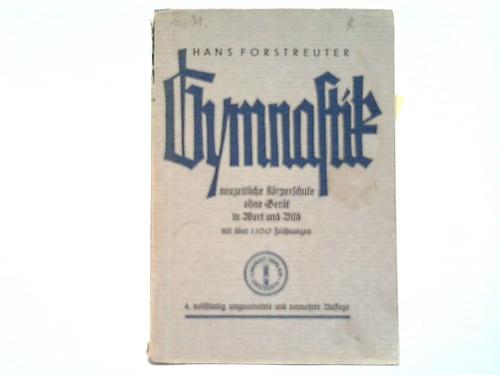 HANS FORSTREUTER
Gymnastik
neuzeitliche Körperschule
ohne Gerät
in Wort und Bild
mit über 1100 Zeichnungen
4. vollständig umgearbeitete und vermehrte Auflage